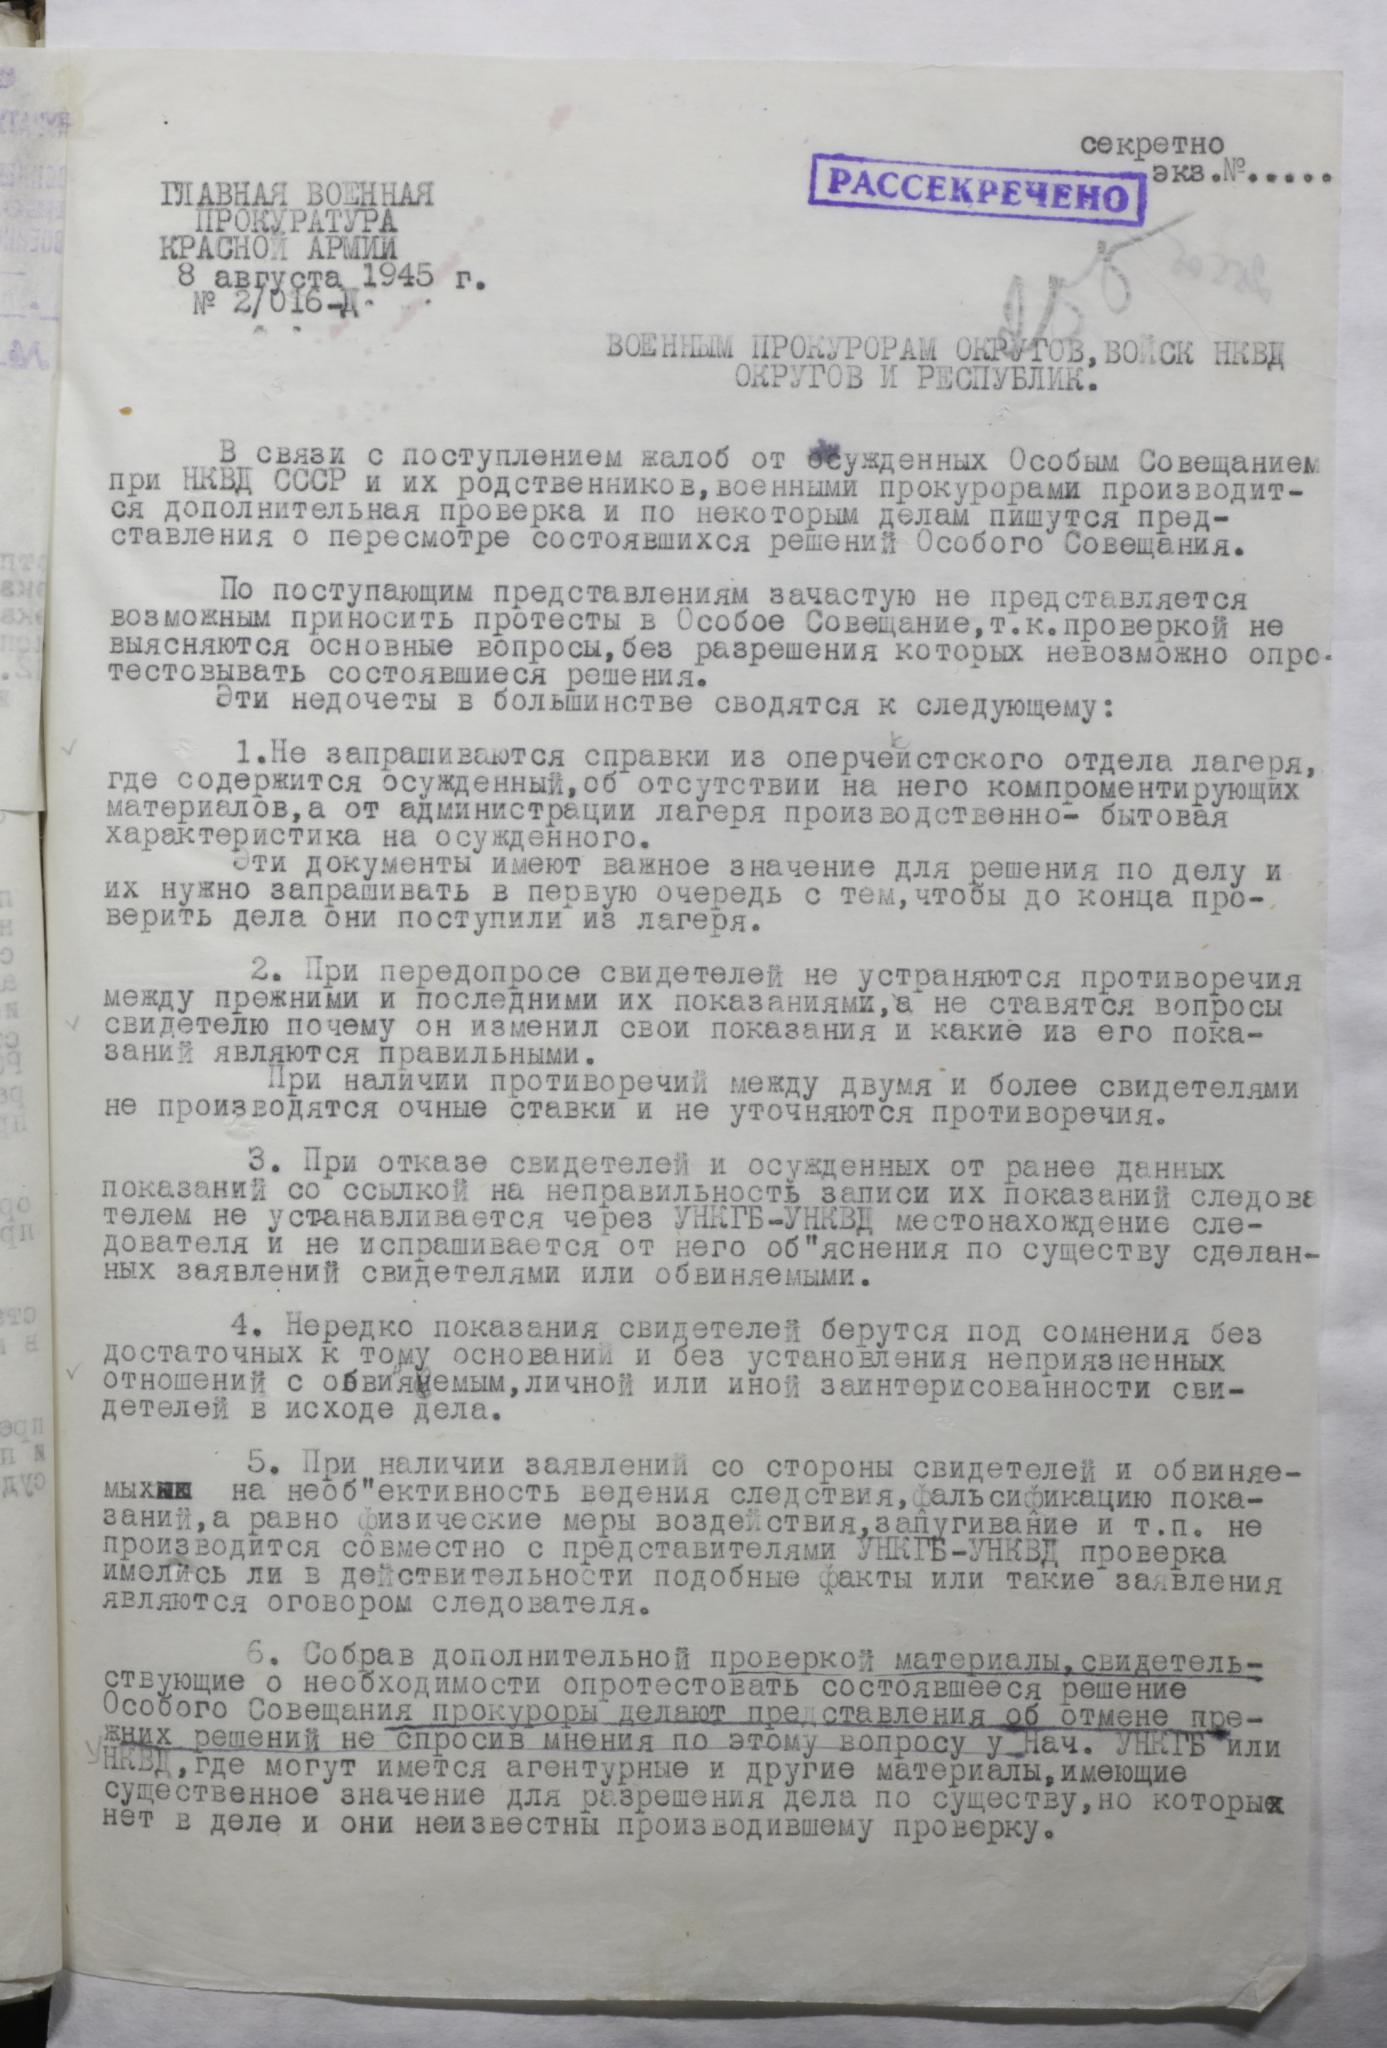 секретно
экз.№.....
РАССЕКРЕЧЕНО
ГЛАВНАЯ ВОЕННАЯ
ПРОКУРАТУРА
КРАСНОЙ АРМИИ
8 августа 1945 г.
№ 2/016-Д
ВОЕННЫМ ПРОКУРОРАМ ОКРУГОВ, ВОЙСК НКВД
ОКРУГОВ И РЕСПУБЛИК.
В связи с поступлением жалоб от осужденных Особым Совещанием
при НКВД СССР и их родственников,военными прокурорами производит-
ся дополнительная проверка и по некоторым делам пишутся пред-
ставления о пересмотре состоявшихся решений Особого Совещания.
По поступающим представлениям зачастую не представляется
возможным приносить протесты в Особое Совещание,т.к.проверкой не
выясняются основные вопросы,без разрешения которых невозможно опро-
тестовывать состоявшиеся решения.
Эти недочеты в большинстве сводятся к следующему:
1.Не запрашиваются справки из оперчекистского отдела лагеря,
где содержится осужденный,об отсутствии на него компроментирующих
материалов,а от администрации лагеря производственно- бытовая
характеристика на осужденного.
Эти документы имеют важное значение для решения по делу и
их нужно запрашивать в первую очередь с тем,чтобы до конца про-
верить дела они поступили из лагеря.
2. При передопросе свидетелей не устраняются противоречия
между прежними и последними их показаниями,а не ставятся вопросы
свидетелю почему он изменил свои показания и какие из его пока-
заний являются правильными.
При наличии противоречий между двумя и более свидетелями
не производятся очные ставки и не уточняются противоречия.
3. При отказе свидетелей и осужденных от ранее данных
показаний со ссылкой на неправильность записи их показаний следова
телем не устанавливается через УНКГБ-УНКВД местонахождение сле-
дователя и не испрашивается от него об"яснения по существу сделан-
ных заявлений свидетелями или обвиняемыми.
4. Нередко показания свидетелей берутся под сомнения без
достаточных к тому оснований и без установления неприязненных
отношений с обвиняемым,личной или иной заинтерисованности сви-
детелей в исходе дела.
5. При наличии заявлений со стороны свидетелей и обвиняе-
мых на необ"ективность ведения следствия,фальсификацию пока-
заний,а равно физические меры воздействия,запугивание и т.п. не
производится совместно с представителями УНКГБ-УНКВД проверка
имелись ли в действительности подобные факты или такие заявления
являются оговором следователя.
6. Собрав дополнительной проверкой материалы,свидетель-
ствующие о необходимости опротестовать состоявшееся решение
Особого Совещания прокуроры делают представления об отмене пре-
жних решений не спросив мнения по этому вопросу у Нач. УНКГБ или
УНКВД,где могут имется агентурные и другие материалы,имеющие
существенное значение для разрешения дела по существу,но которых
нет в деле и они неизвестны производившему проверку.